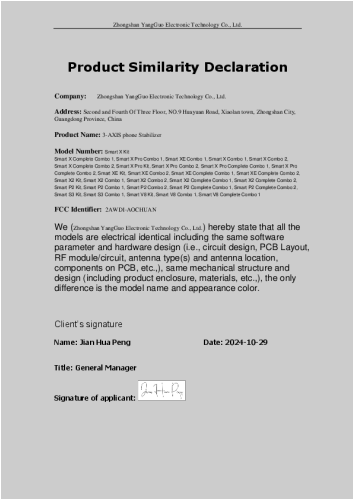 Zhongshan YangGuo Electronic Technology Co., Ltd.
Product Similarity Declaration
Company: Zhongshan YangGuo Electronic Technology Co., Ltd.
Address: Second and Fourth Of Three Floor, NO.9 Huayuan Road, Xiaolan town, Zhongshan City,
Guangdong Province, China
Product Name: 3-AXIS phone Stabilizer
Model Number: Smart X Kit
Smart X Complete Combo 1, Smart X Pro Combo 1, Smart XE Combo 1, Smart X Combo 1, Smart X Combo 2,
Smart X Complete Combo 2, Smart X Pro Kit, Smart X Pro Combo 2, Smart X Pro Complete Combo 1, Smart X Pro
Complete Combo 2, Smart XE Kit, Smart XE Combo 2, Smart XE Complete Combo 1, Smart XE Complete Combo 2,
Smart X2 Kit, Smart X2 Combo 1, Smart X2 Combo 2, Smart X2 Complete Combo 1, Smart X2 Complete Combo 2,
Smart P2 Kit, Smart P2 Combo 1, Smart P2 Combo 2, Smart P2 Complete Combo 1, Smart P2 Complete Combo 2,
Smart S2 Kit, Smart S2 Combo 1, Smart V8 Kit, Smart V8 Combo 1, Smart V8 Complete Combo 1
FCC Identifier: 2AWDI-AOCHUAN
We (Zhongshan YangGuo Electronic Technology Co., Ltd.) hereby state that all the
models are electrical identical including the same software
parameter and hardware design (i.e., circuit design, PCB Layout,
RF module/circuit, antenna type(s) and antenna location,
components on PCB, etc.,), same mechanical structure and
design (including product enclosure, materials, etc.,), the only
difference is the model name and appearance color.
Client's signature
Name: Jian Hua Peng Date: 2024-10-29
Title: General Manager
Signature of applicant: Jian Hua Peng